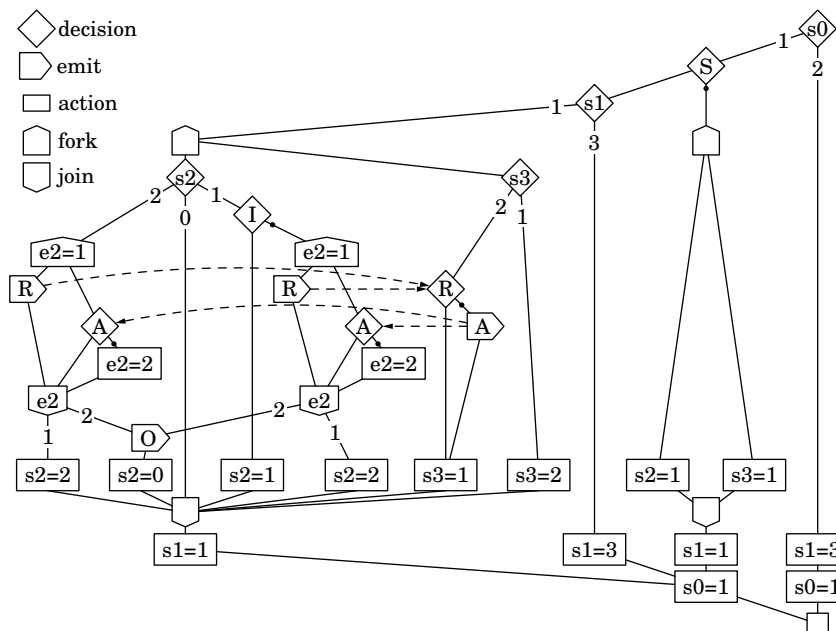 decision
emit
action
fork
join
s0
1
2
S
1
s1
3
s2
s3
2
1
0
I
2
1
e2=1
e2=1
R
R
R
A
A
A
e2=2
e2=2
e2
e2
2
2
1
O
1
s2=2
s2=0
s2=1
s2=2
s3=1
s3=2
s2=1
s3=1
s1=1
s1=3
s1=1
s1=3
s0=1
s0=1